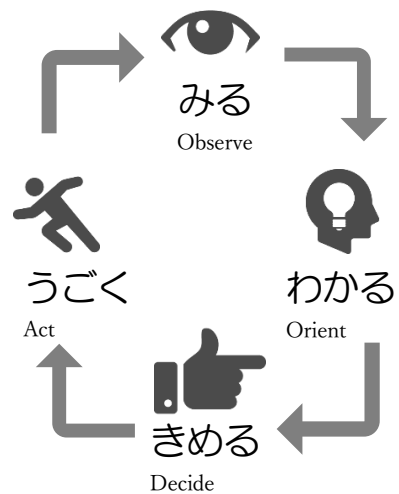 みる
Observe
わかる
Orient
きめる
Decide
うごく
Act